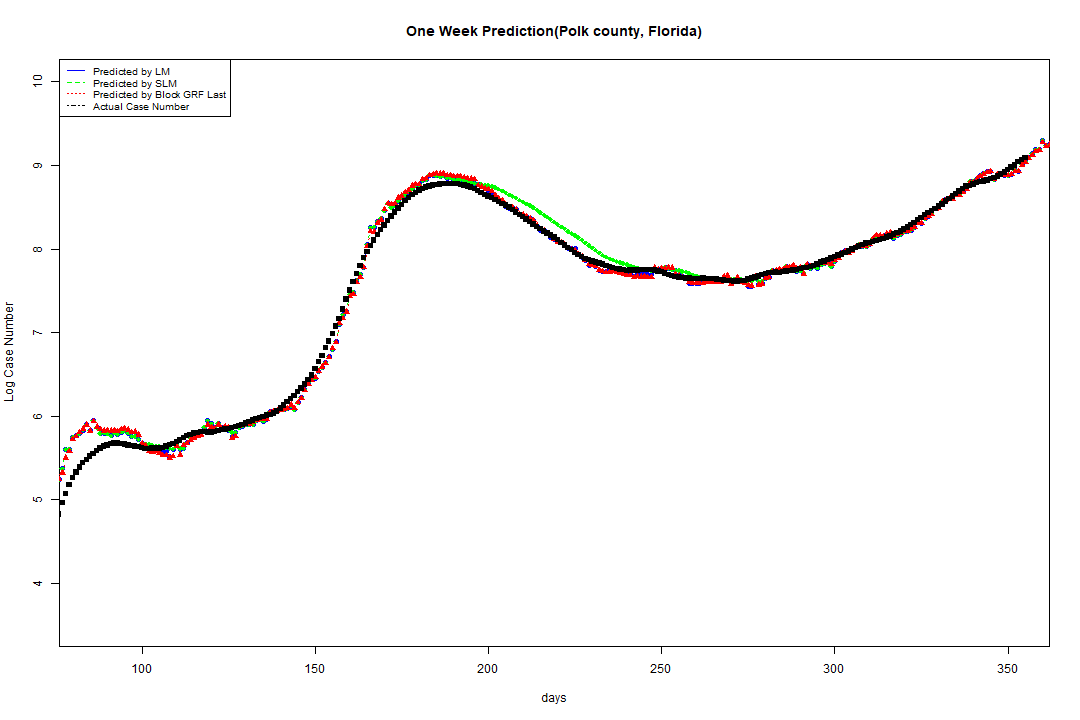 One Week Prediction(Polk county, Florida)
Predicted by LM
Predicted by SLM
Predicted by Block GRF Last
Actual Case Number
10
9
8
7
6
5
4
Log Case Number
100 150 200 250 300 350
days